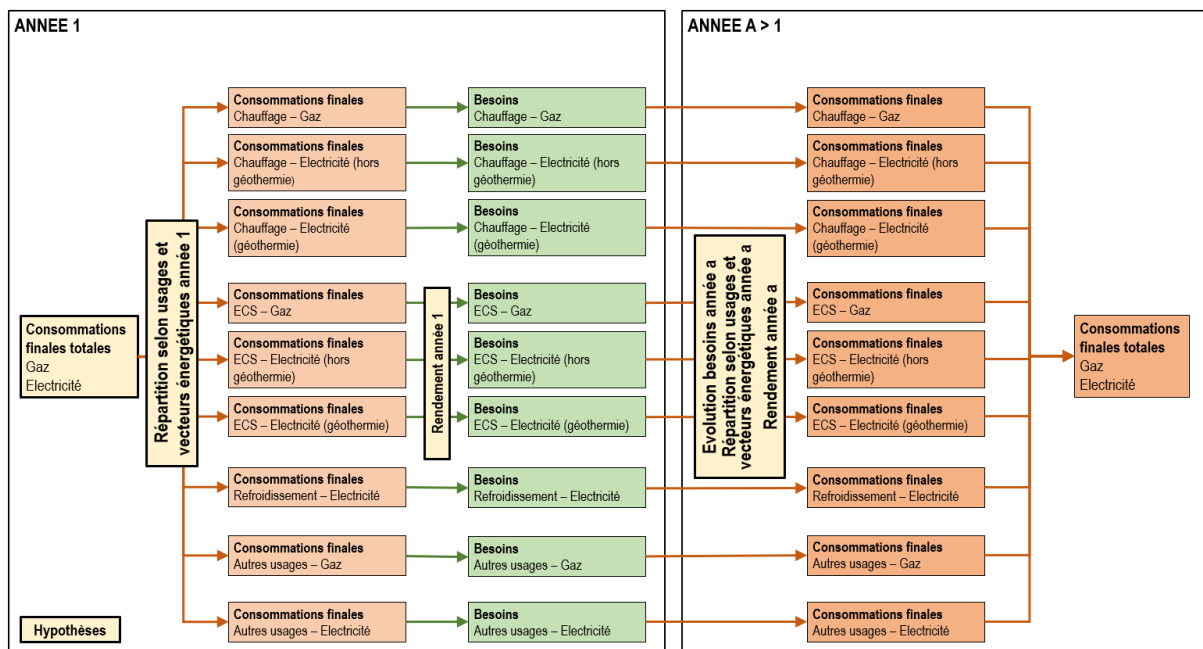 ANNEE 1
Consommations
finales totales
Gaz
Electricité
Répartition selon usages et
vecteurs énergétiques année 1
Consommations finales
Chauffage – Gaz
Consommations finales
Chauffage – Electricité (hors
géothermie)
Consommations finales
Chauffage – Electricité
(géothermie)
Consommations finales
ECS – Gaz
Consommations finales
ECS – Electricité (hors
géothermie)
Consommations finales
ECS – Electricité (géothermie)
Consommations finales
Refroidissement – Electricité
Consommations finales
Autres usages – Gaz
Consommations finales
Autres usages – Electricité
Rendement année 1
Besoins
Chauffage – Gaz
Besoins
Chauffage – Electricité (hors
géothermie)
Besoins
Chauffage – Electricité
(géothermie)
Besoins
ECS – Gaz
Besoins
ECS – Electricité (hors
géothermie)
Besoins
ECS – Electricité (géothermie)
Besoins
Refroidissement – Electricité
Besoins
Autres usages – Gaz
Besoins
Autres usages – Electricité
Hypothèses
ANNEE A > 1
Evolution besoins année a
Répartition selon usages et
vecteurs énergétiques année a
Rendement année a
Consommations finales
Chauffage – Gaz
Consommations finales
Chauffage – Electricité (hors
géothermie)
Consommations finales
Chauffage – Electricité
(géothermie)
Consommations finales
ECS – Gaz
Consommations finales
ECS – Electricité (hors
géothermie)
Consommations finales
ECS – Electricité (géothermie)
Consommations finales
Refroidissement – Electricité
Consommations finales
Autres usages – Gaz
Consommations finales
Autres usages – Electricité
Consommations
finales totales
Gaz
Electricité